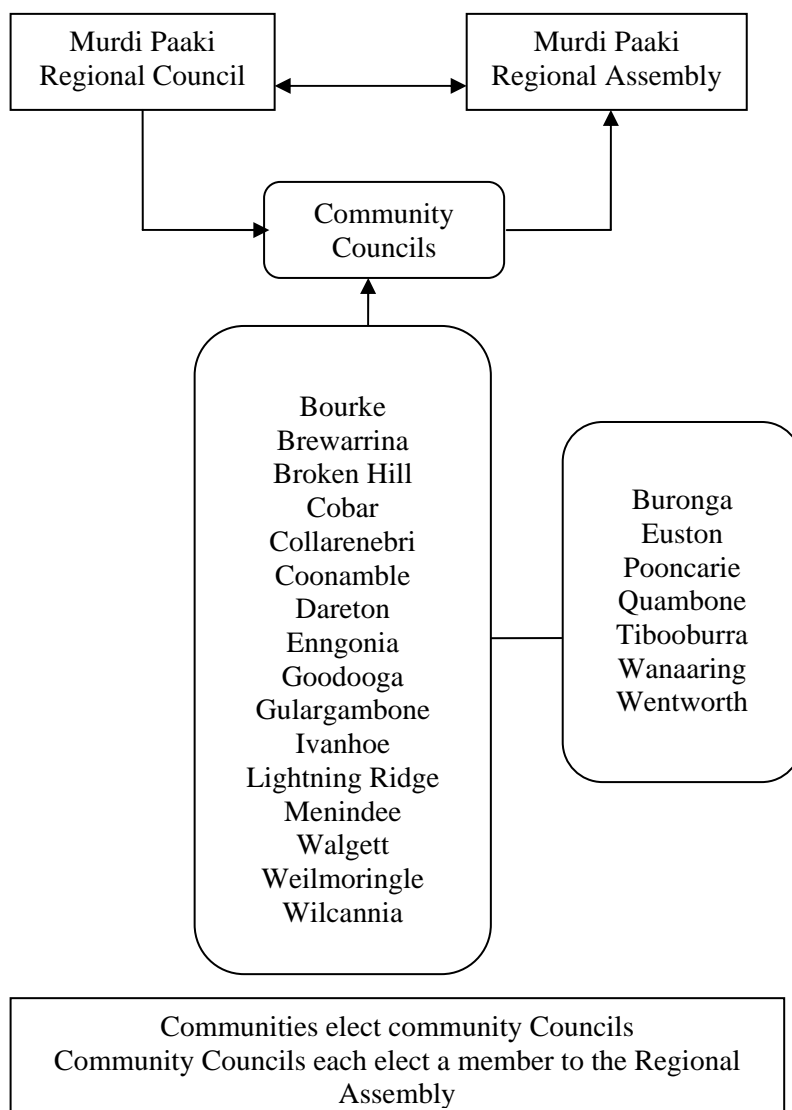 Murdi Paaki
Regional Council
Murdi Paaki
Regional Assembly
Community
Councils
Bourke
Brewarrina
Broken Hill
Cobar
Collarenebri
Coonamble
Dareton
Enngonia
Goodooga
Gulargambone
Ivanhoe
Lightning Ridge
Menindee
Walgett
Weilmoringle
Wilcannia
Buronga
Euston
Pooncarie
Quambone
Tibooburra
Wanaaring
Wentworth
Communities elect community Councils
Community Councils each elect a member to the Regional
Assembly